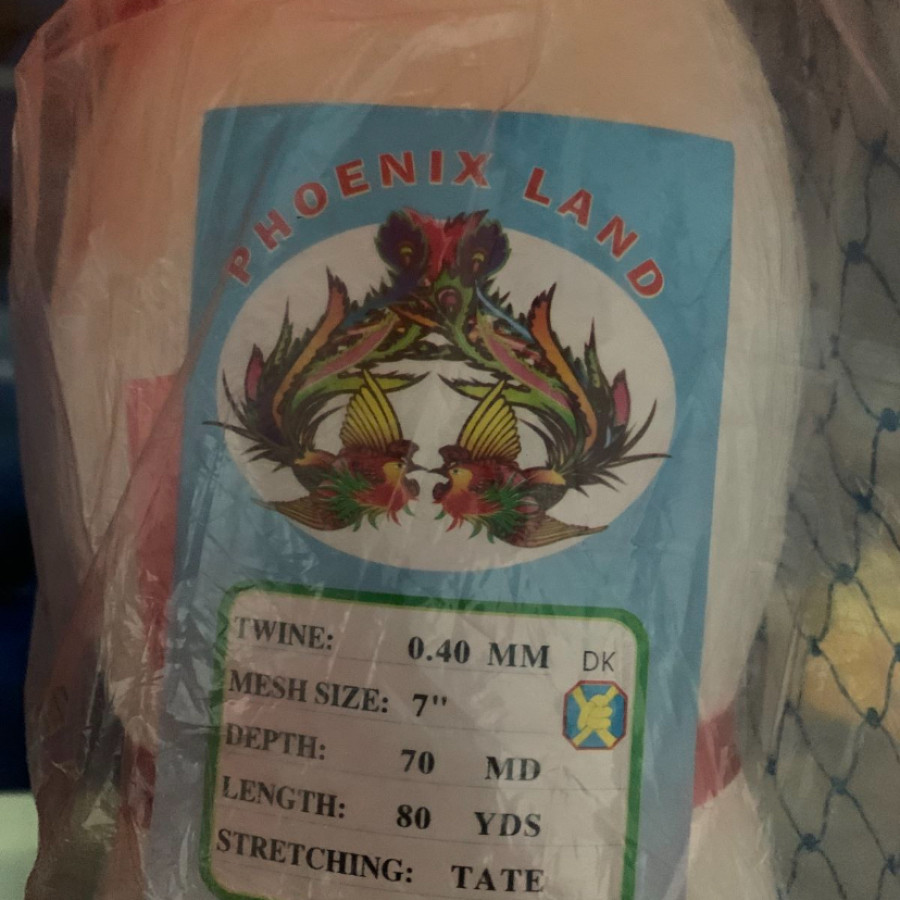 PHOENIX LAND
TWINE: 0.40 MM DK
MESH SIZE: 7"
DEPTH: 70 MD
LENGTH: 80 YDS
STRETCHING: TATE